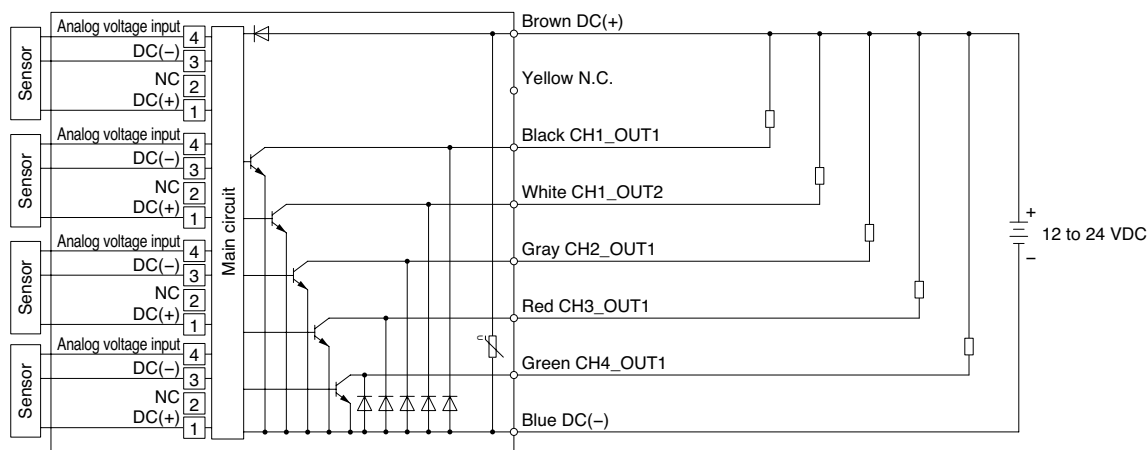 Sensor
Analog voltage input 4
DC(−) 3
NC 2
DC(+) 1
Sensor
Analog voltage input 4
DC(−) 3
NC 2
DC(+) 1
Sensor
Analog voltage input 4
DC(−) 3
NC 2
DC(+) 1
Sensor
Analog voltage input 4
DC(−) 3
NC 2
DC(+) 1
Main circuit
Brown DC(+)
Yellow N.C.
Black CH1_OUT1
White CH1_OUT2
Gray CH2_OUT1
Red CH3_OUT1
Green CH4_OUT1
Blue DC(−)
+
12 to 24 VDC
−